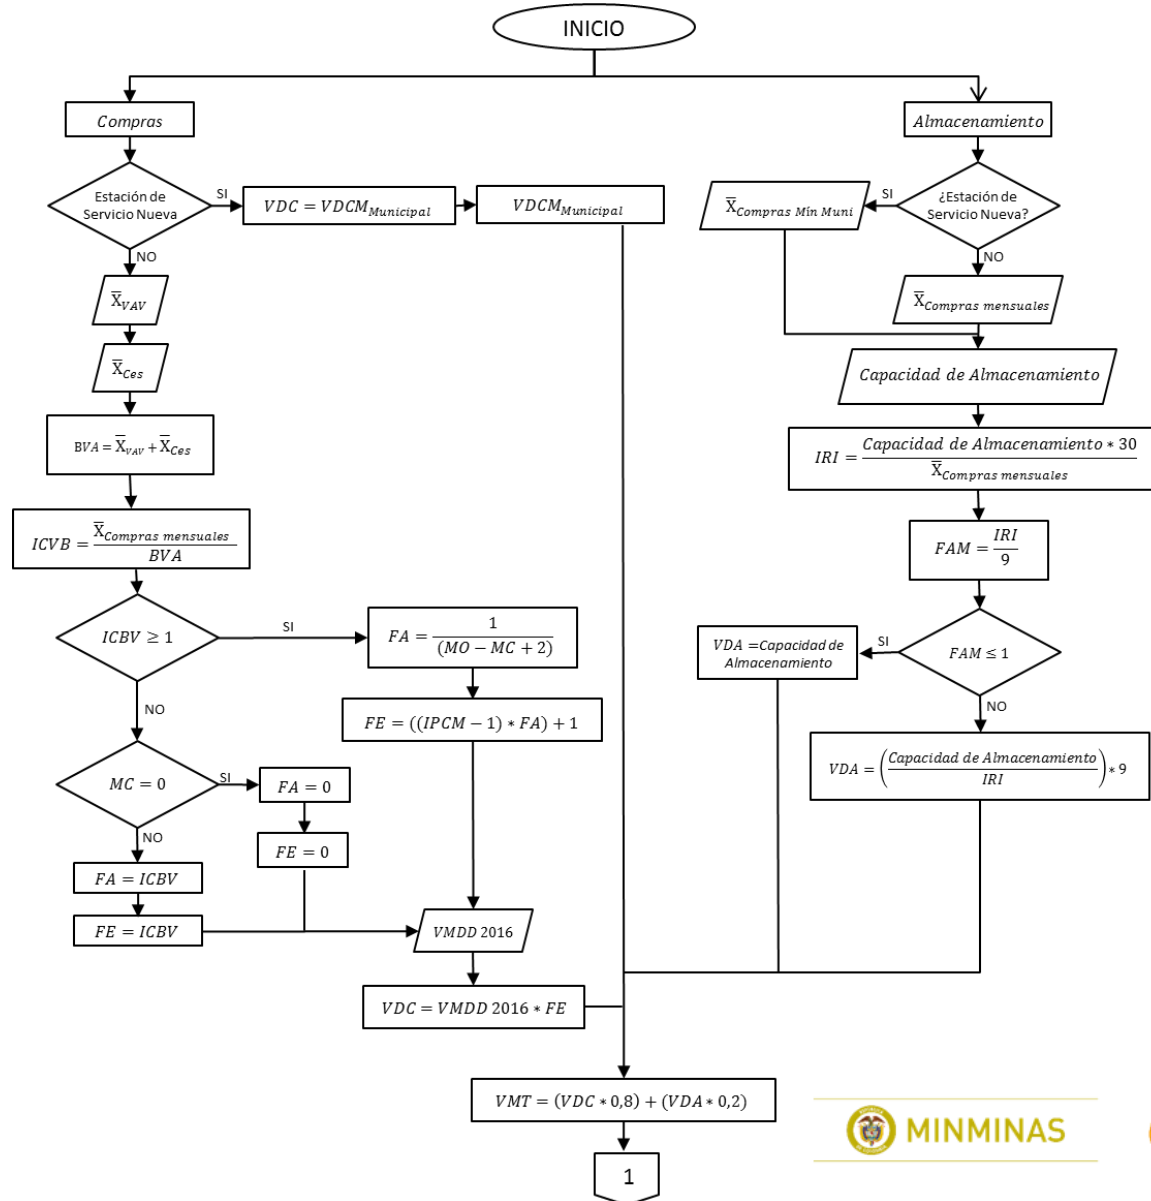 INICIO
Compras
Estación de
Servicio Nueva
SI
VDC = VDCM_Municipal
VDCM_Municipal
NO
X̅_VAV
X̅_Ces
BVA = X̅_VAV + X̅_Ces
ICVB = X̅_Compras mensuales / BVA
ICBV ≥ 1
SI
FA = 1 / (MO − MC + 2)
FE = ((IPCM − 1) * FA) + 1
NO
MC = 0
SI
FA = 0
FE = 0
NO
FA = ICBV
FE = ICBV
VMDD 2016
VDC = VMDD 2016 * FE
Almacenamiento
¿Estación de
Servicio Nueva?
SI
X̅_Compras Mín Muni
NO
X̅_Compras mensuales
Capacidad de Almacenamiento
IRI = Capacidad de Almacenamiento * 30 / X̅_Compras mensuales
FAM = IRI / 9
FAM ≤ 1
SI
VDA =Capacidad de
Almacenamiento
NO
VDA = (Capacidad de Almacenamiento / IRI) * 9
VMT = (VDC * 0,8) + (VDA * 0,2)
1
MINMINAS